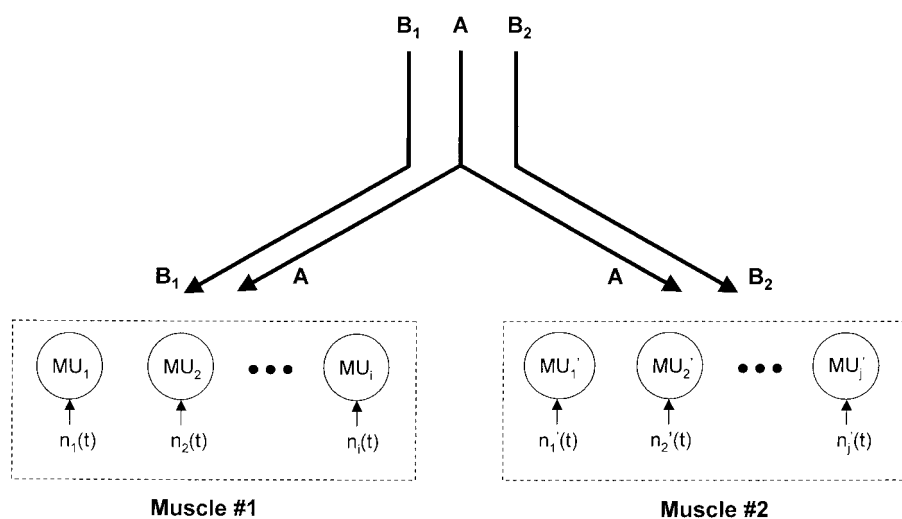 B₁ A B₂
B₁ A A B₂
MU₁ MU₂ ••• MUᵢ MU₁' MU₂' ••• MUⱼ'
n₁(t) n₂(t) nᵢ(t) n₁'(t) n₂'(t) nⱼ'(t)
Muscle #1 Muscle #2